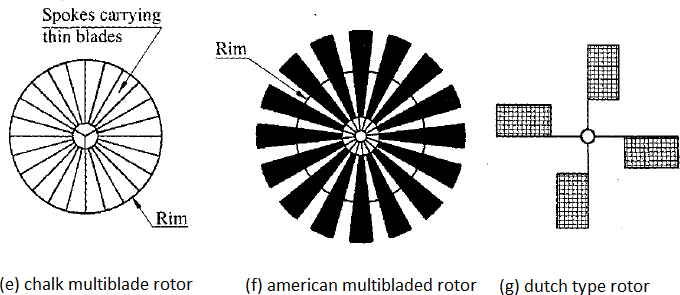 Spokes carrying
thin blades
Rim
Rim
(e) chalk multiblade rotor
(f) american multibladed rotor
(g) dutch type rotor